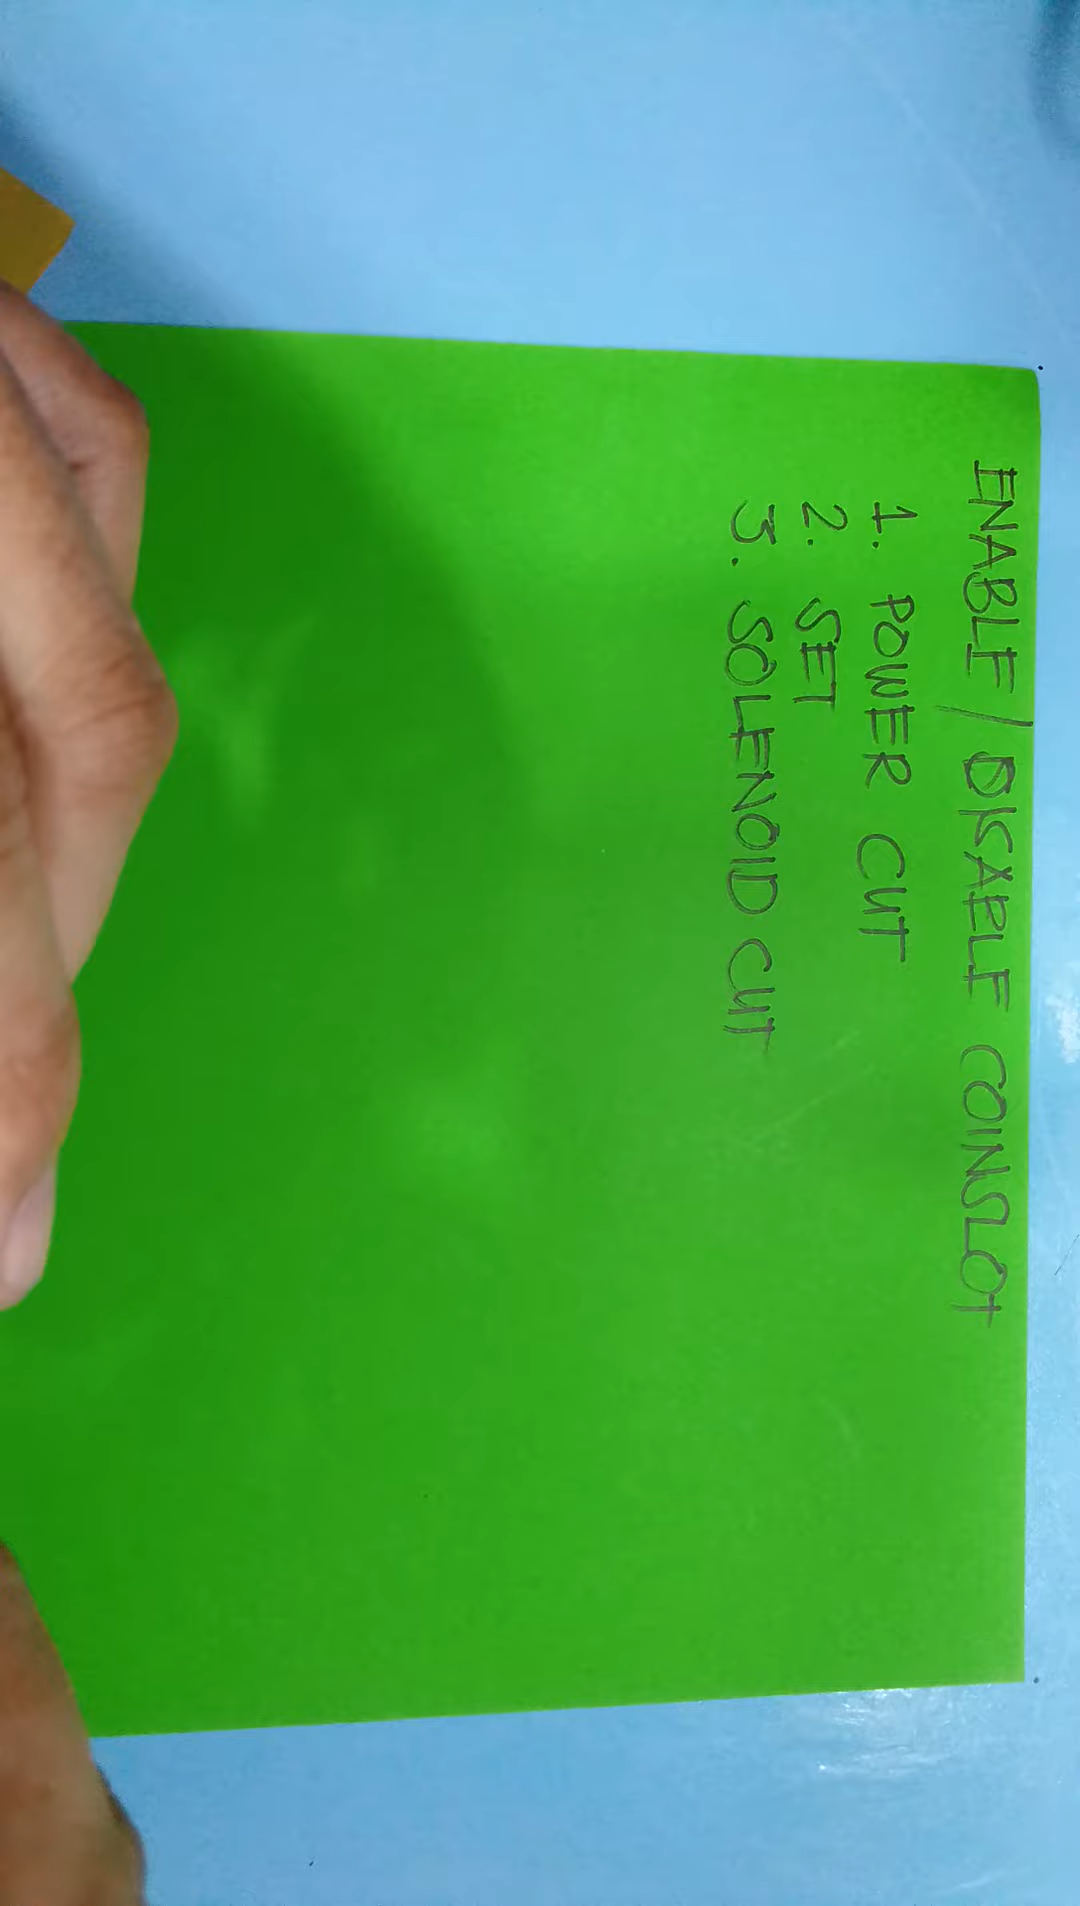 ENABLE / DISABLE COINSLOT
1. POWER CUT
2. SET
3. SOLENOID CUT